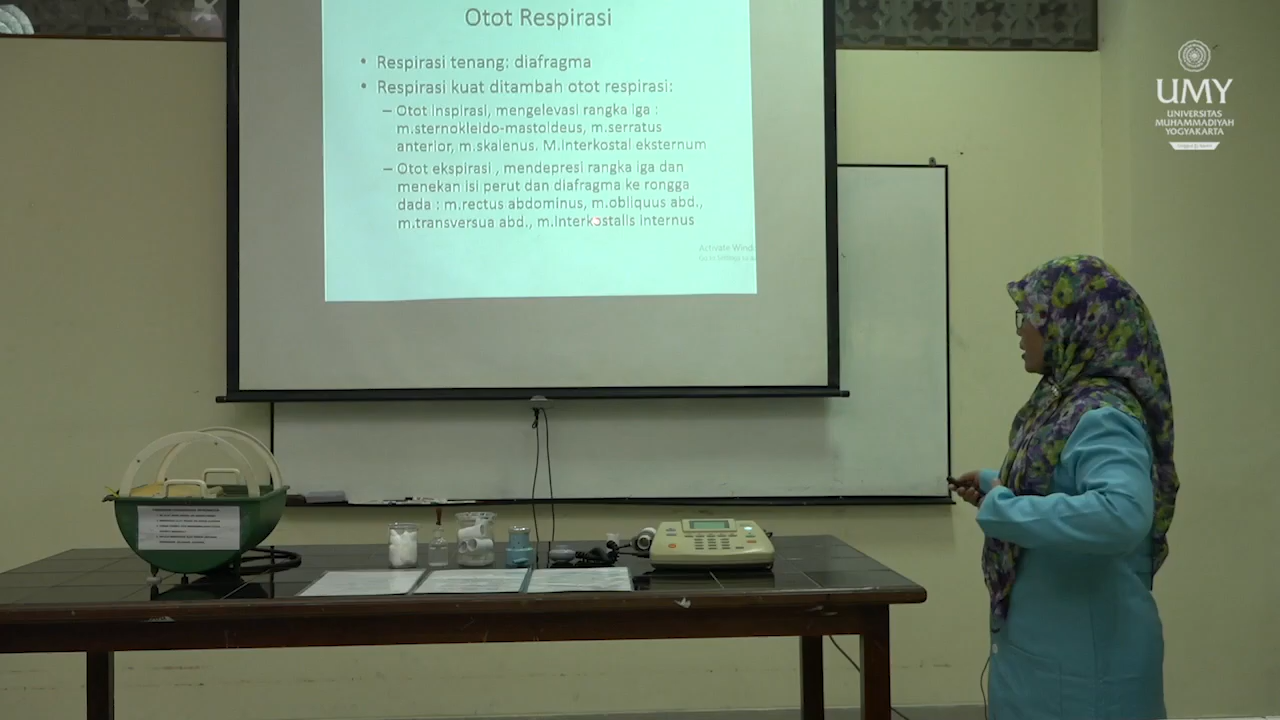 Otot Respirasi
• Respirasi tenang: diafragma
• Respirasi kuat ditambah otot respirasi:
– Otot inspirasi, mengelevasi rangka iga :
m.sternokleido-mastoideus, m.serratus
anterior, m.skalenus. M.Interkostal eksternum
– Otot ekspirasi , mendepresi rangka iga dan
menekan isi perut dan diafragma ke rongga
dada : m.rectus abdominus, m.obliquus abd.,
m.transversua abd., m.Interkostalis internus
Activate Wind
UMY
UNIVERSITAS
MUHAMMADIYAH
YOGYAKARTA